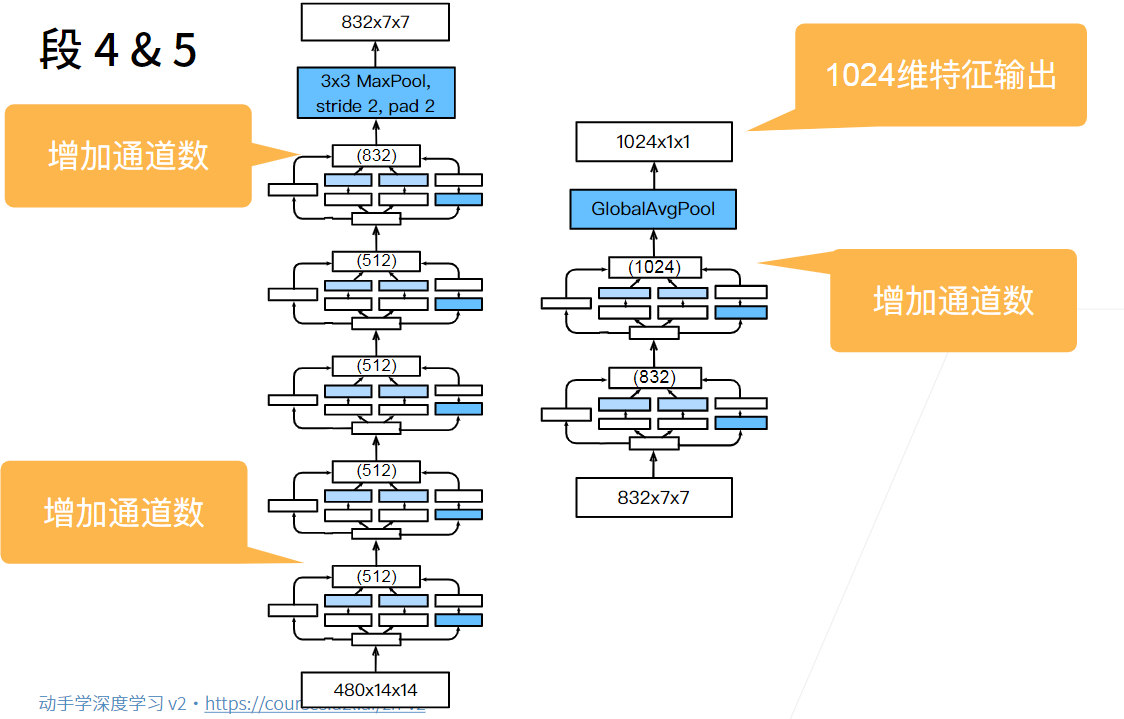 段 4 & 5
832x7x7
3x3 MaxPool,
stride 2, pad 2
增加通道数
(832)
(512)
(512)
(512)
增加通道数
(512)
480x14x14
1024维特征输出
1024x1x1
GlobalAvgPool
(1024)
增加通道数
(832)
832x7x7
动手学深度学习 v2・https://cour